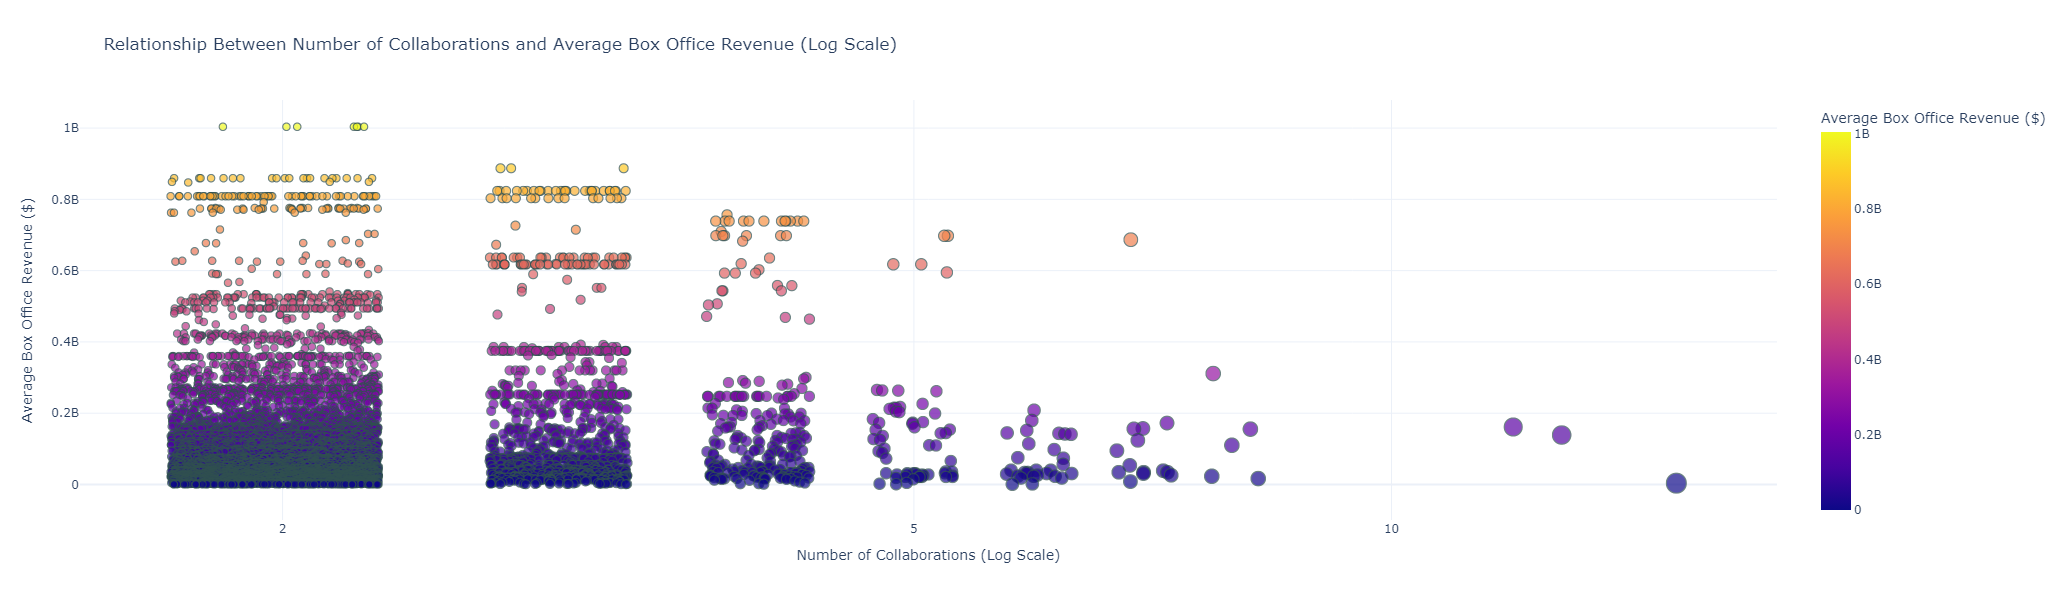 Relationship Between Number of Collaborations and Average Box Office Revenue (Log Scale)
Average Box Office Revenue ($)
1B
0.8B
0.6B
0.4B
0.2B
0
Average Box Office Revenue ($)
1B
0.8B
0.6B
0.4B
0.2B
0
2
5
10
Number of Collaborations (Log Scale)